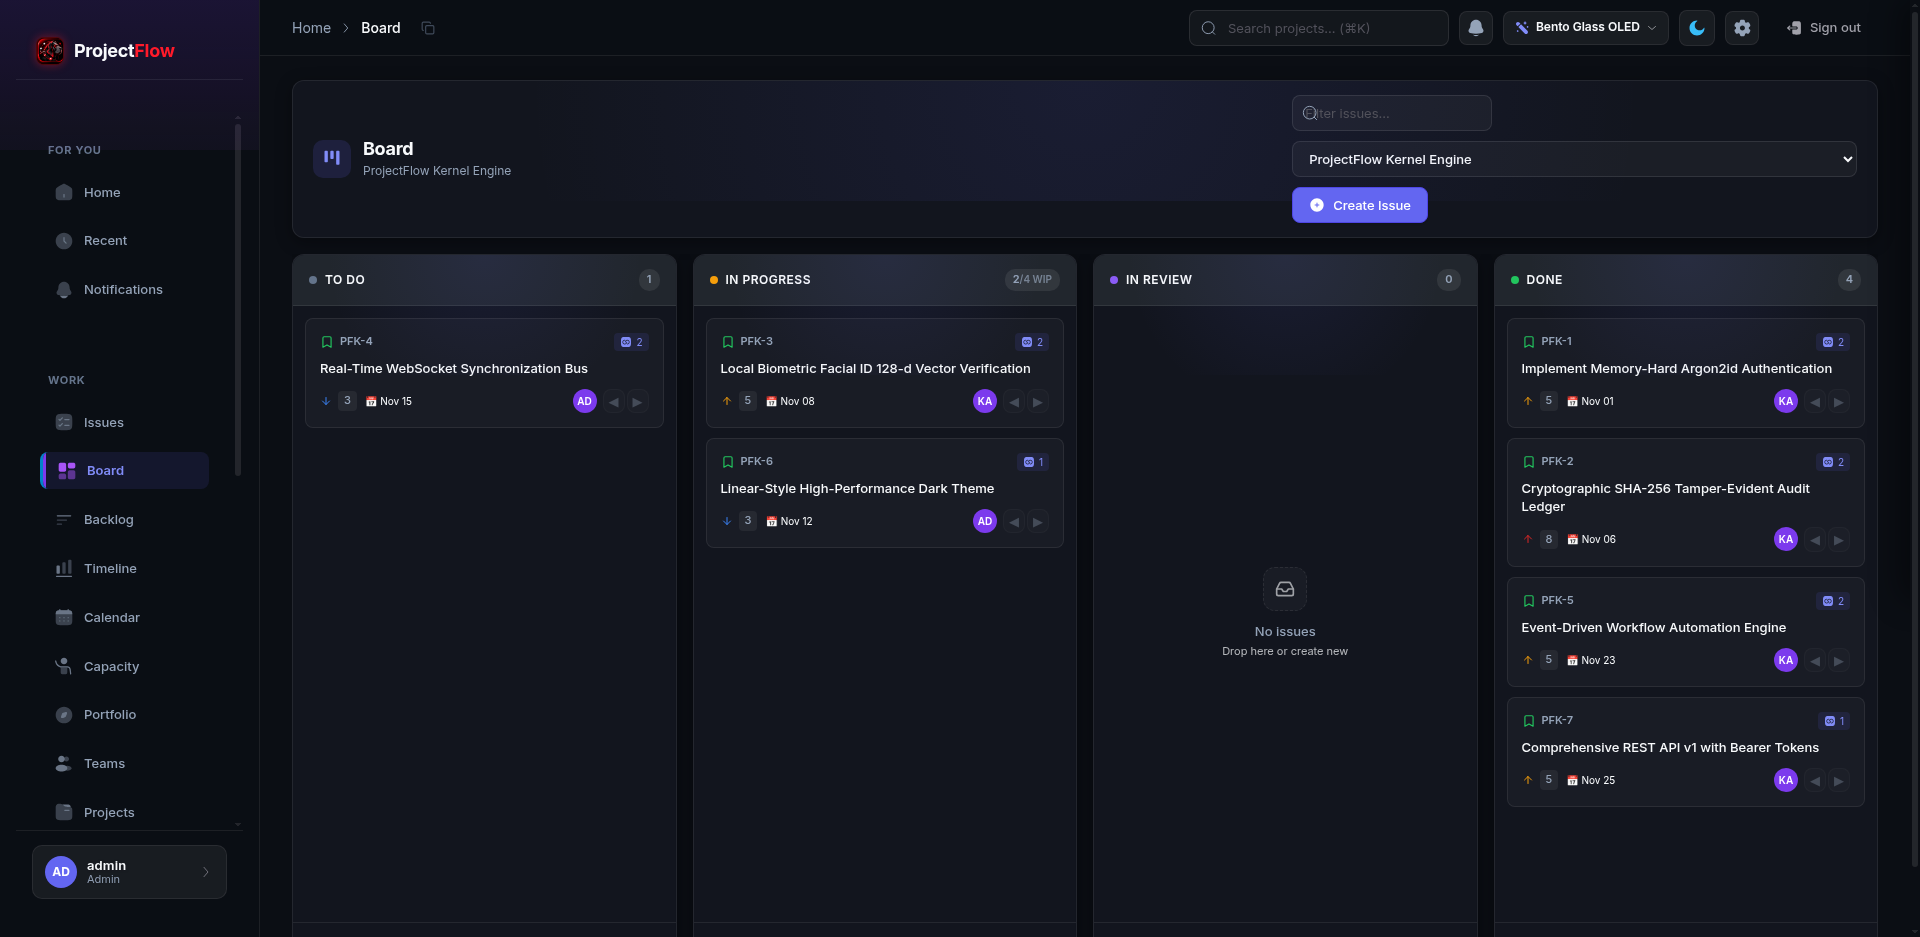 ProjectFlow
Home
Board
Search projects... (⌘K)
Bento Glass OLED
Sign out
FOR YOU
Home
Recent
Notifications
WORK
Issues
Board
Backlog
Timeline
Calendar
Capacity
Portfolio
Teams
Projects
AD
admin
Admin
Board
ProjectFlow Kernel Engine
Filter issues...
ProjectFlow Kernel Engine
Create Issue
TO DO
1
PFK-4
2
Real-Time WebSocket Synchronization Bus
3
Nov 15
AD
IN PROGRESS
2/4 WIP
PFK-3
2
Local Biometric Facial ID 128-d Vector Verification
5
Nov 08
KA
PFK-6
1
Linear-Style High-Performance Dark Theme
3
Nov 12
AD
IN REVIEW
0
No issues
Drop here or create new
DONE
4
PFK-1
2
Implement Memory-Hard Argon2id Authentication
5
Nov 01
KA
PFK-2
2
Cryptographic SHA-256 Tamper-Evident Audit
Ledger
8
Nov 06
KA
PFK-5
2
Event-Driven Workflow Automation Engine
5
Nov 23
KA
PFK-7
1
Comprehensive REST API v1 with Bearer Tokens
5
Nov 25
KA